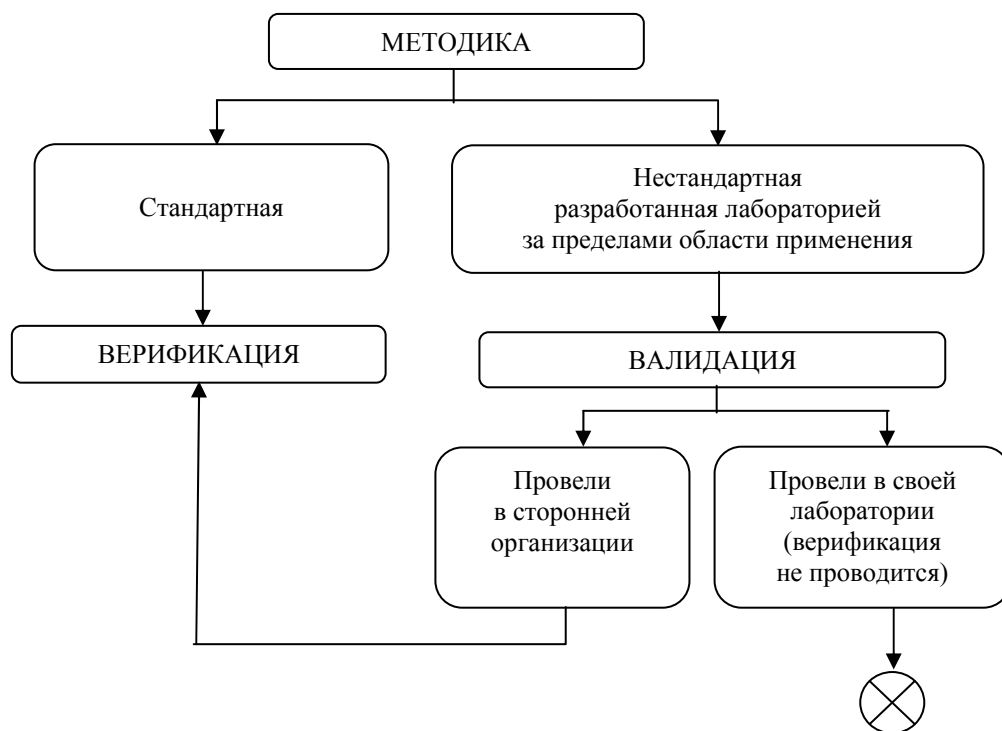 МЕТОДИКА
Стандартная
Нестандартная
разработанная лабораторией
за пределами области применения
ВЕРИФИКАЦИЯ
ВАЛИДАЦИЯ
Провели
в сторонней
организации
Провели в своей
лаборатории
(верификация
не проводится)